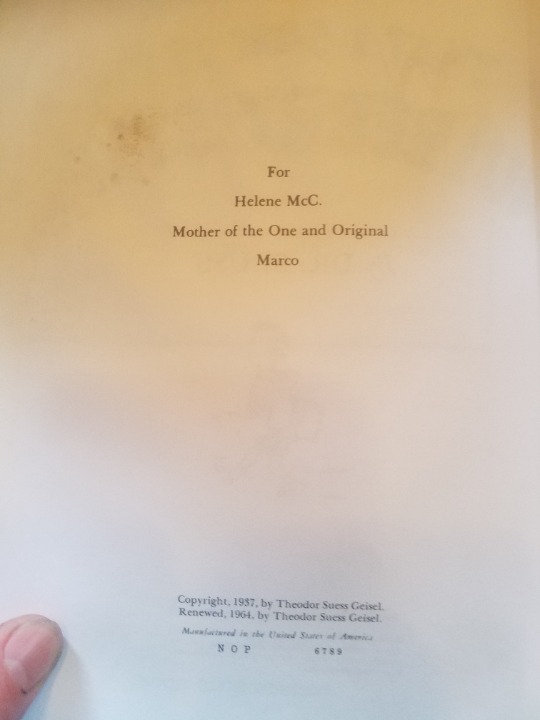 For
Helene McC.
Mother of the One and Original
Marco
Copyright, 1937, by Theodor Suess Geisel.
Renewed, 1964, by Theodor Suess Geisel.
Manufactured in the United States of America
N O P 6789